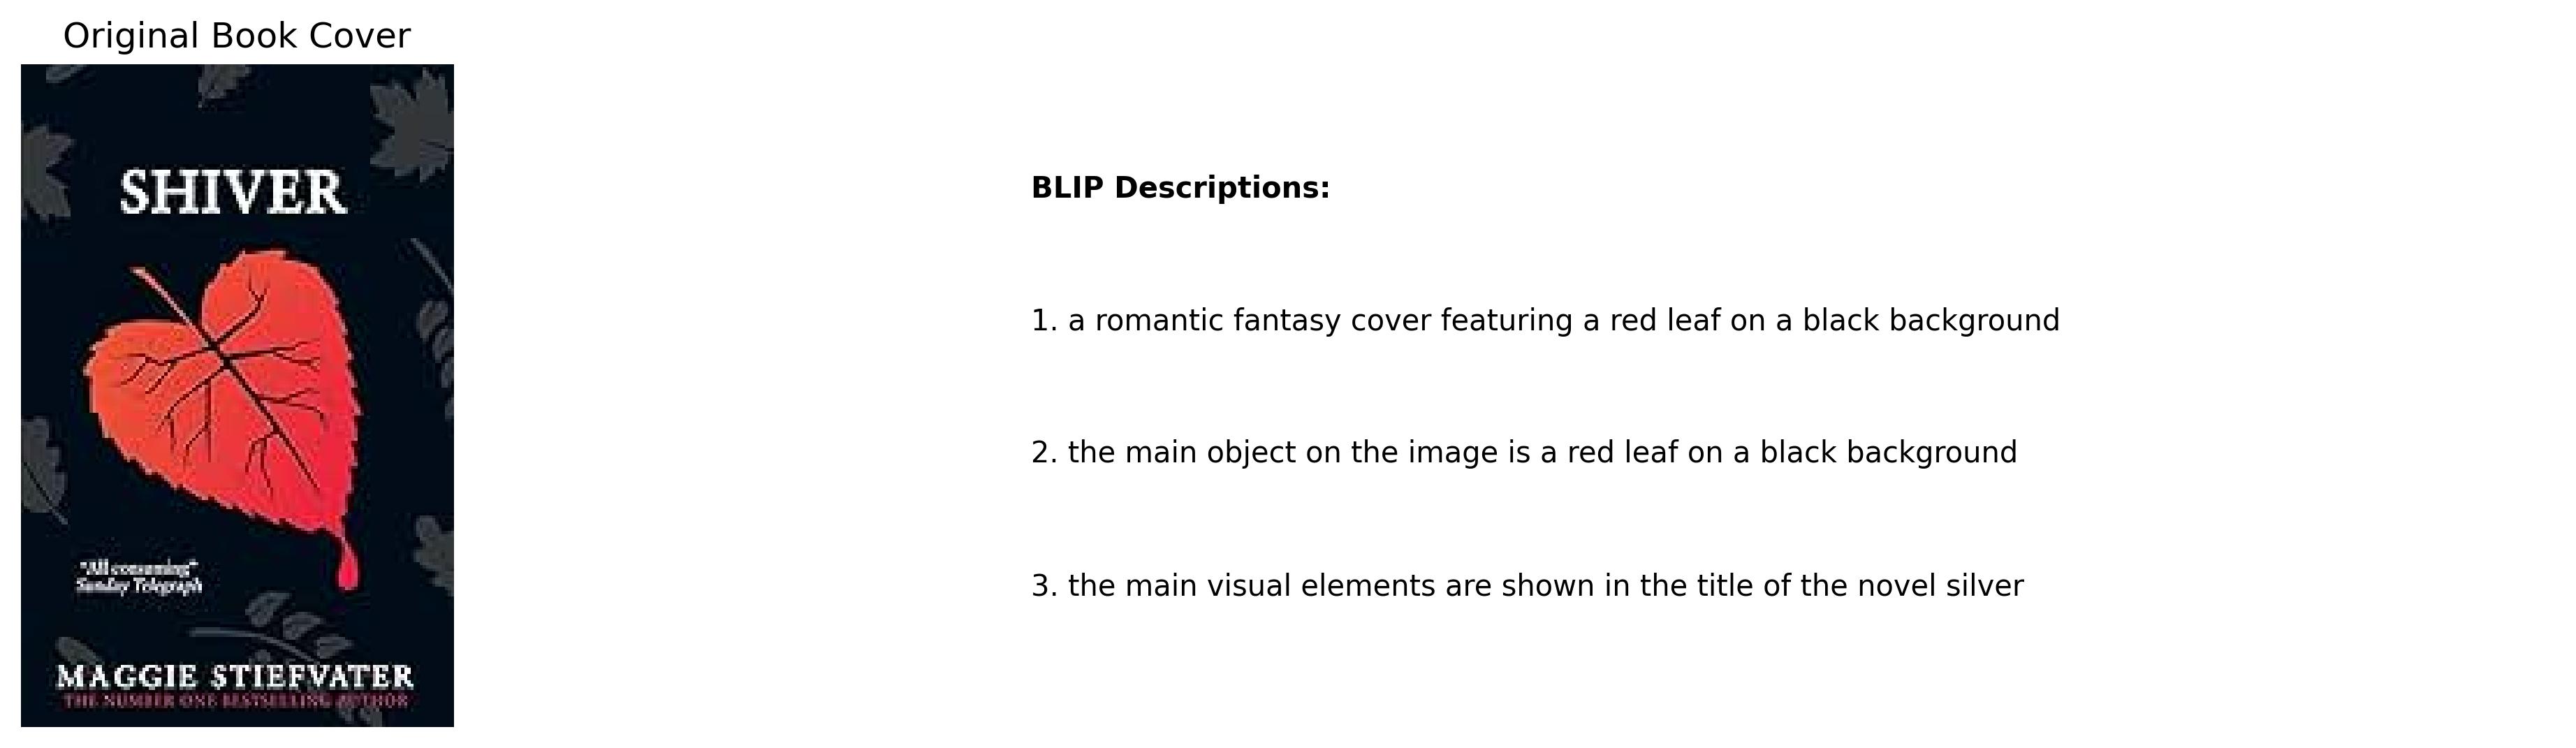 Original Book Cover
SHIVER
"All consuming"
Sunday Telegraph
MAGGIE STIEFVATER
THE NUMBER ONE BESTSELLING AUTHOR
BLIP Descriptions:
1. a romantic fantasy cover featuring a red leaf on a black background
2. the main object on the image is a red leaf on a black background
3. the main visual elements are shown in the title of the novel silver